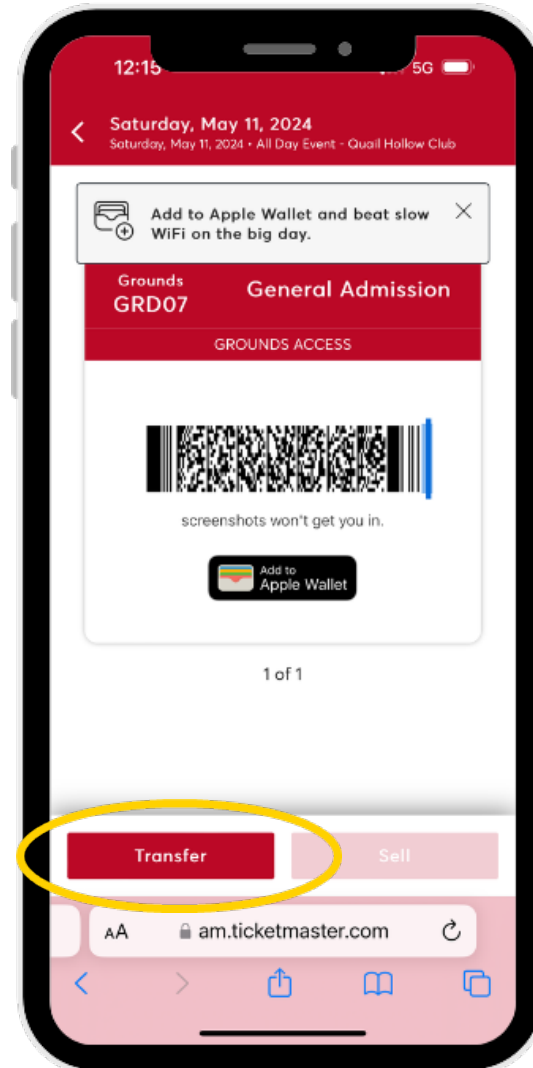 12:15
5G
Saturday, May 11, 2024
Saturday, May 11, 2024 • All Day Event - Quail Hollow Club
Add to Apple Wallet and beat slow
WiFi on the big day.
Grounds
GRD07
General Admission
GROUNDS ACCESS
screenshots won't get you in.
Add to
Apple Wallet
1 of 1
Transfer
Sell
AA
am.ticketmaster.com